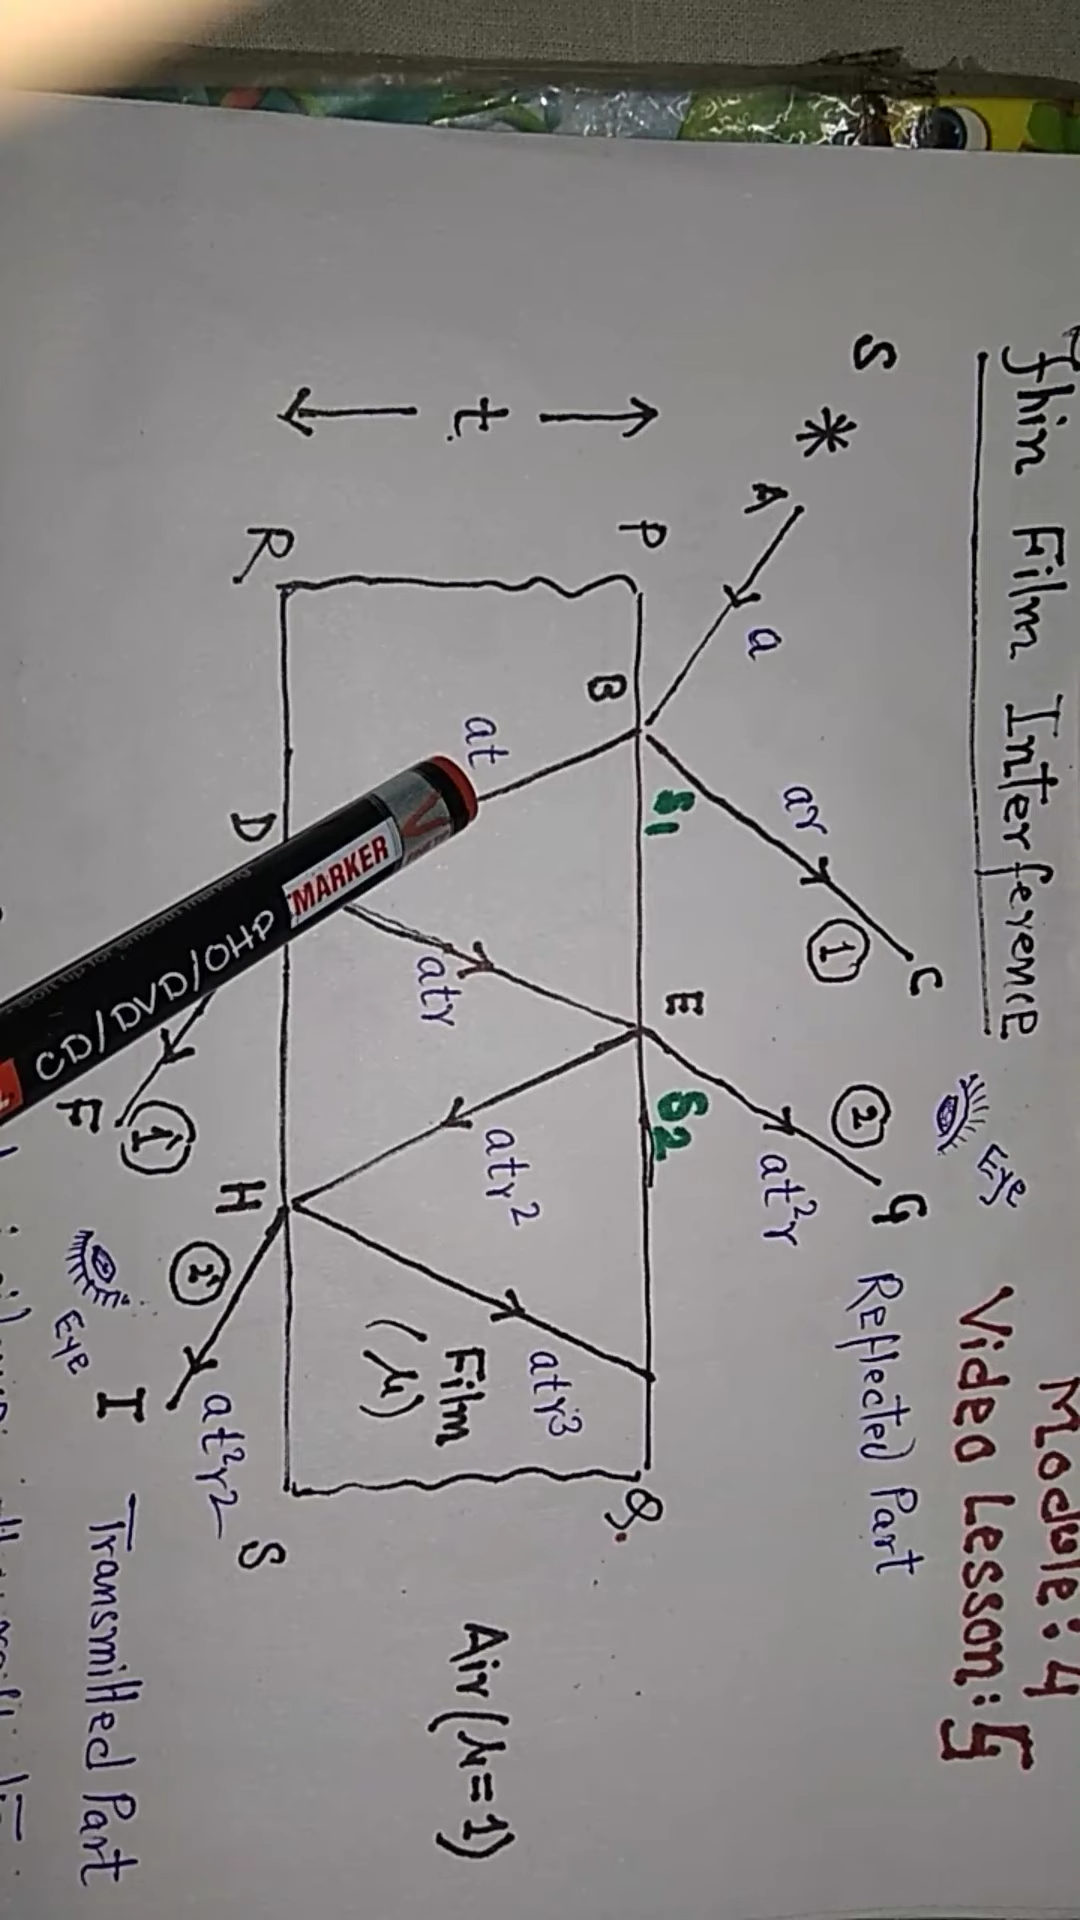 Module: 4
Thin Film Interference
Video Lesson: 5
S
A
a
ar
1
C
Eye
2
G
at²r
Reflected Part
P
B
S1
E
S2
Q.
t.
at
atr
atr²
atr3
Film
(μ)
Air (μ=1)
R
D
H
S
F
1'
2'
Eye
I
at²r2
Transmitted Part
MARKER
CD/DVD/OHP